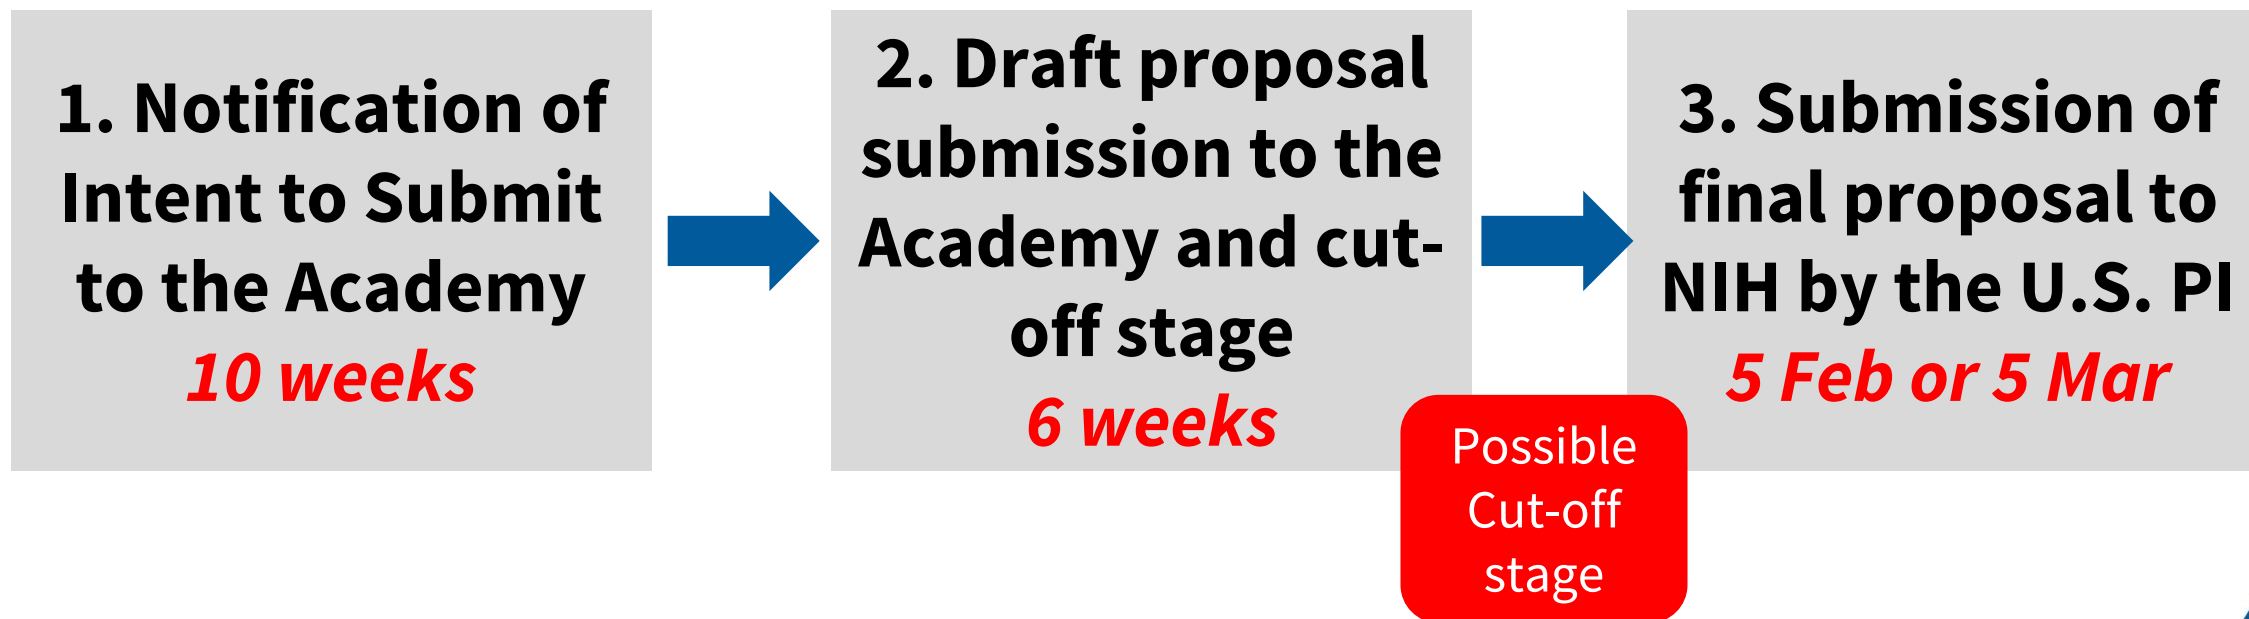 1. Notification of
Intent to Submit
to the Academy
10 weeks
2. Draft proposal
submission to the
Academy and cut-
off stage
6 weeks
3. Submission of
final proposal to
NIH by the U.S. PI
5 Feb or 5 Mar
Possible
Cut-off
stage